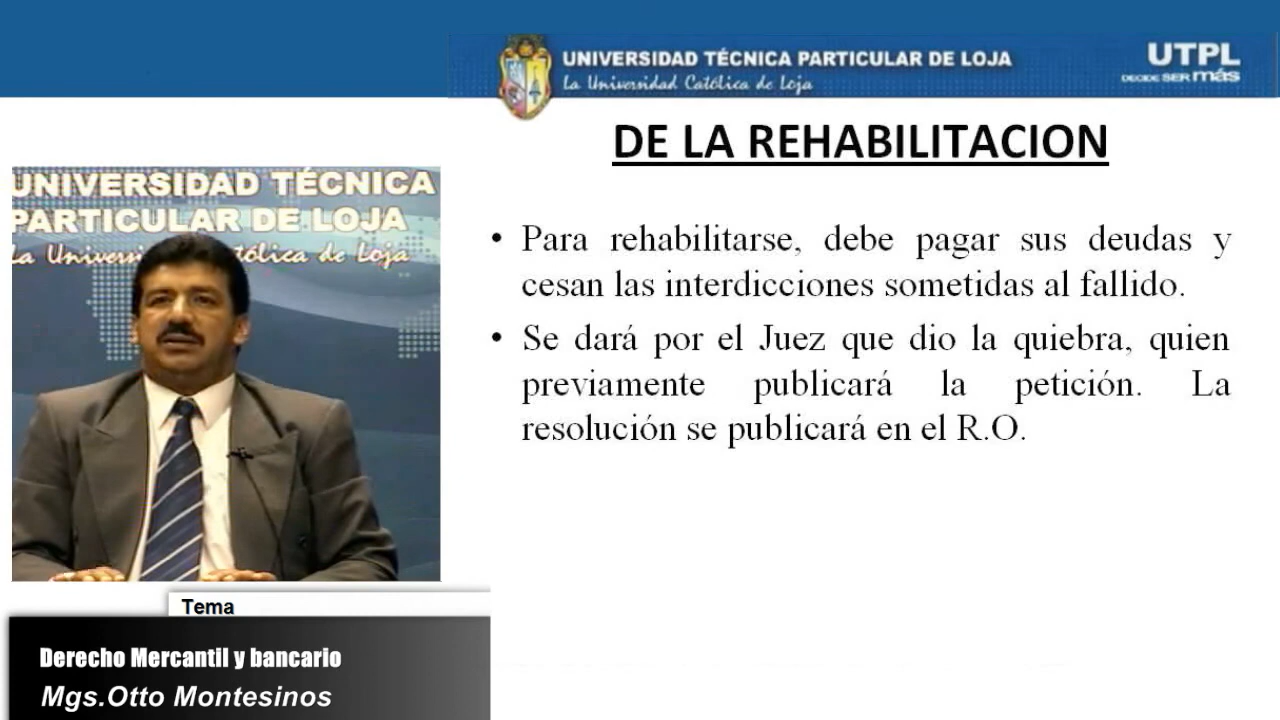 UNIVERSIDAD TÉCNICA PARTICULAR DE LOJA
La Universidad Católica de Loja
UTPL
DECIDE SER más
DE LA REHABILITACION
UNIVERSIDAD TÉCNICA
PARTICULAR DE LOJA
La Univers tólica de Loja
• Para rehabilitarse, debe pagar sus deudas y
cesan las interdicciones sometidas al fallido.
• Se dará por el Juez que dio la quiebra, quien
previamente publicará la petición. La
resolución se publicará en el R.O.
Tema
Derecho Mercantil y bancario
Mgs.Otto Montesinos